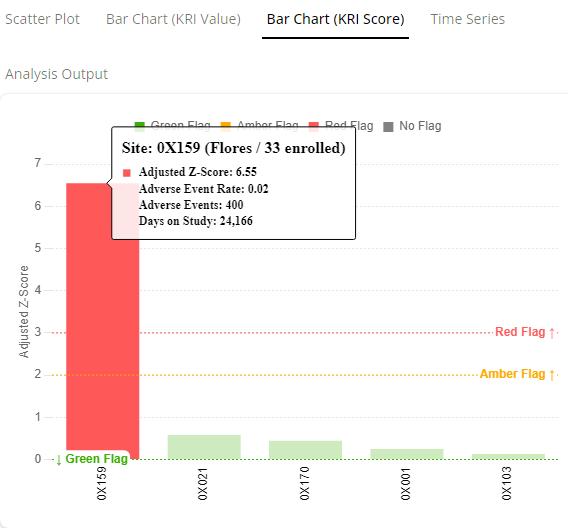 Scatter Plot
Bar Chart (KRI Value)
Bar Chart (KRI Score)
Time Series
Analysis Output
Green Flag
Amber Flag
Red Flag
No Flag
Site: 0X159 (Flores / 33 enrolled)
Adjusted Z-Score: 6.55
Adverse Event Rate: 0.02
Adverse Events: 400
Days on Study: 24,166
Adjusted Z-Score
7
6
5
4
3
2
1
0
Red Flag ↑
Amber Flag ↑
↓ Green Flag
0X159
0X021
0X170
0X001
0X103